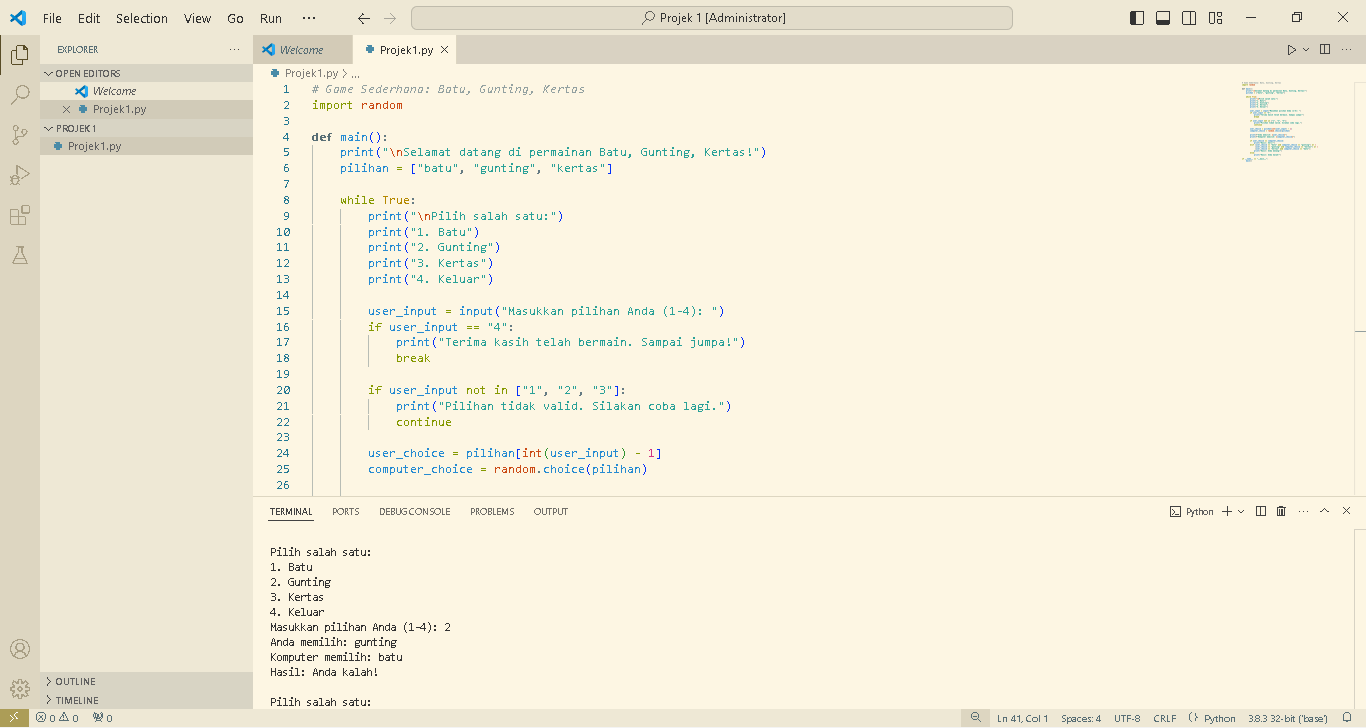 File Edit Selection View Go Run ··· Projek 1 [Administrator]
EXPLORER ···
OPEN EDITORS
Welcome
Projek1.py
PROJEK 1
Projek1.py
OUTLINE
TIMELINE
Welcome Projek1.py
Projek1.py > ...
1 # Game Sederhana: Batu, Gunting, Kertas
2 import random
3
4 def main():
5 print("\nSelamat datang di permainan Batu, Gunting, Kertas!")
6 pilihan = ["batu", "gunting", "kertas"]
7
8 while True:
9 print("\nPilih salah satu:")
10 print("1. Batu")
11 print("2. Gunting")
12 print("3. Kertas")
13 print("4. Keluar")
14
15 user_input = input("Masukkan pilihan Anda (1-4): ")
16 if user_input == "4":
17 print("Terima kasih telah bermain. Sampai jumpa!")
18 break
19
20 if user_input not in ["1", "2", "3"]:
21 print("Pilihan tidak valid. Silakan coba lagi.")
22 continue
23
24 user_choice = pilihan[int(user_input) - 1]
25 computer_choice = random.choice(pilihan)
26
TERMINAL PORTS DEBUG CONSOLE PROBLEMS OUTPUT Python
Pilih salah satu:
1. Batu
2. Gunting
3. Kertas
4. Keluar
Masukkan pilihan Anda (1-4): 2
Anda memilih: gunting
Komputer memilih: batu
Hasil: Anda kalah!
Pilih salah satu:
0 0 0 Ln 41, Col 1 Spaces: 4 UTF-8 CRLF Python 3.8.3 32-bit ('base')